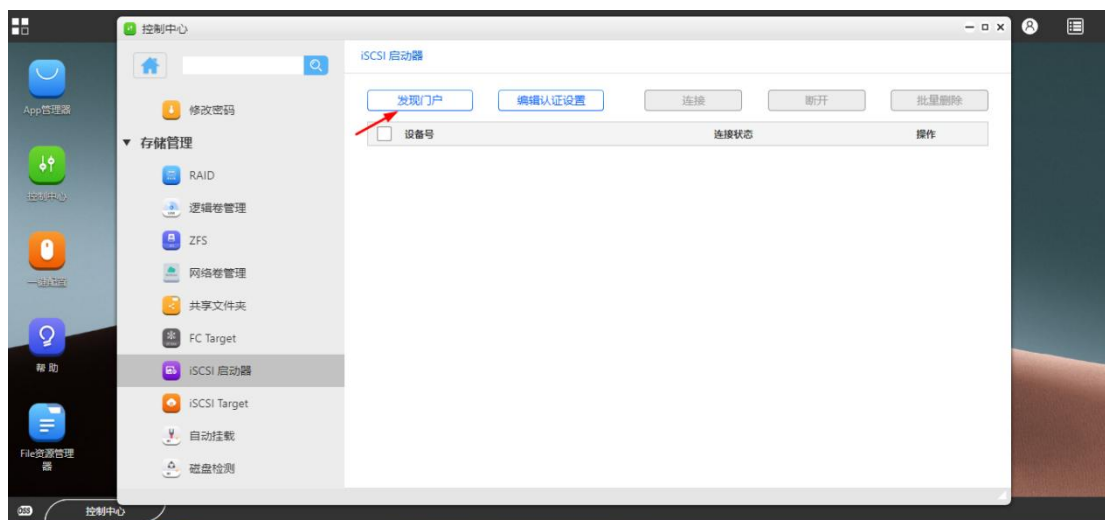 控制中心
iSCSI 启动器
发现门户
编辑认证设置
连接
断开
批量删除
设备号
连接状态
操作
修改密码
存储管理
RAID
逻辑卷管理
ZFS
网络卷管理
共享文件夹
FC Target
iSCSI 启动器
iSCSI Target
自动挂载
磁盘检测
App管理器
控制中心
帮 助
File资源管理
器
控制中心